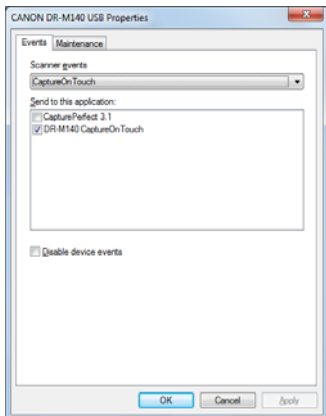 CANON DR-M140 USB Properties
Events Maintenance
Scanner events
CaptureOnTouch
Send to this application:
CapturePerfect 3.1
DR-M140 CaptureOnTouch
Disable device events
OK Cancel Apply